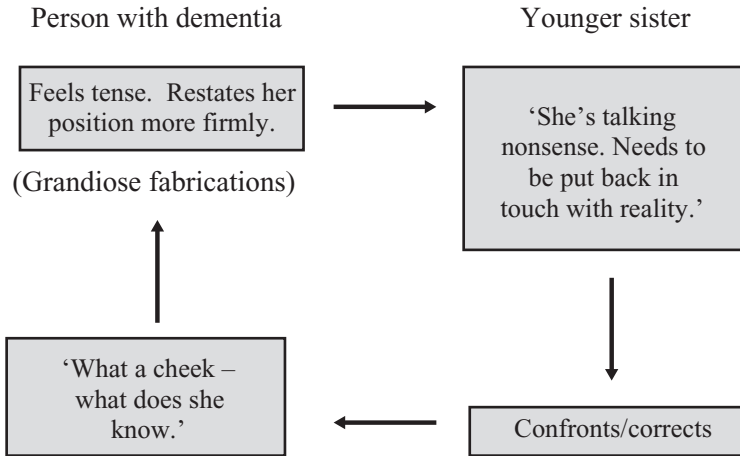 Person with dementia
Younger sister
Feels tense. Restates her
position more firmly.
(Grandiose fabrications)
‘She’s talking
nonsense. Needs to
be put back in
touch with reality.’
‘What a cheek –
what does she
know.’
Confronts/corrects